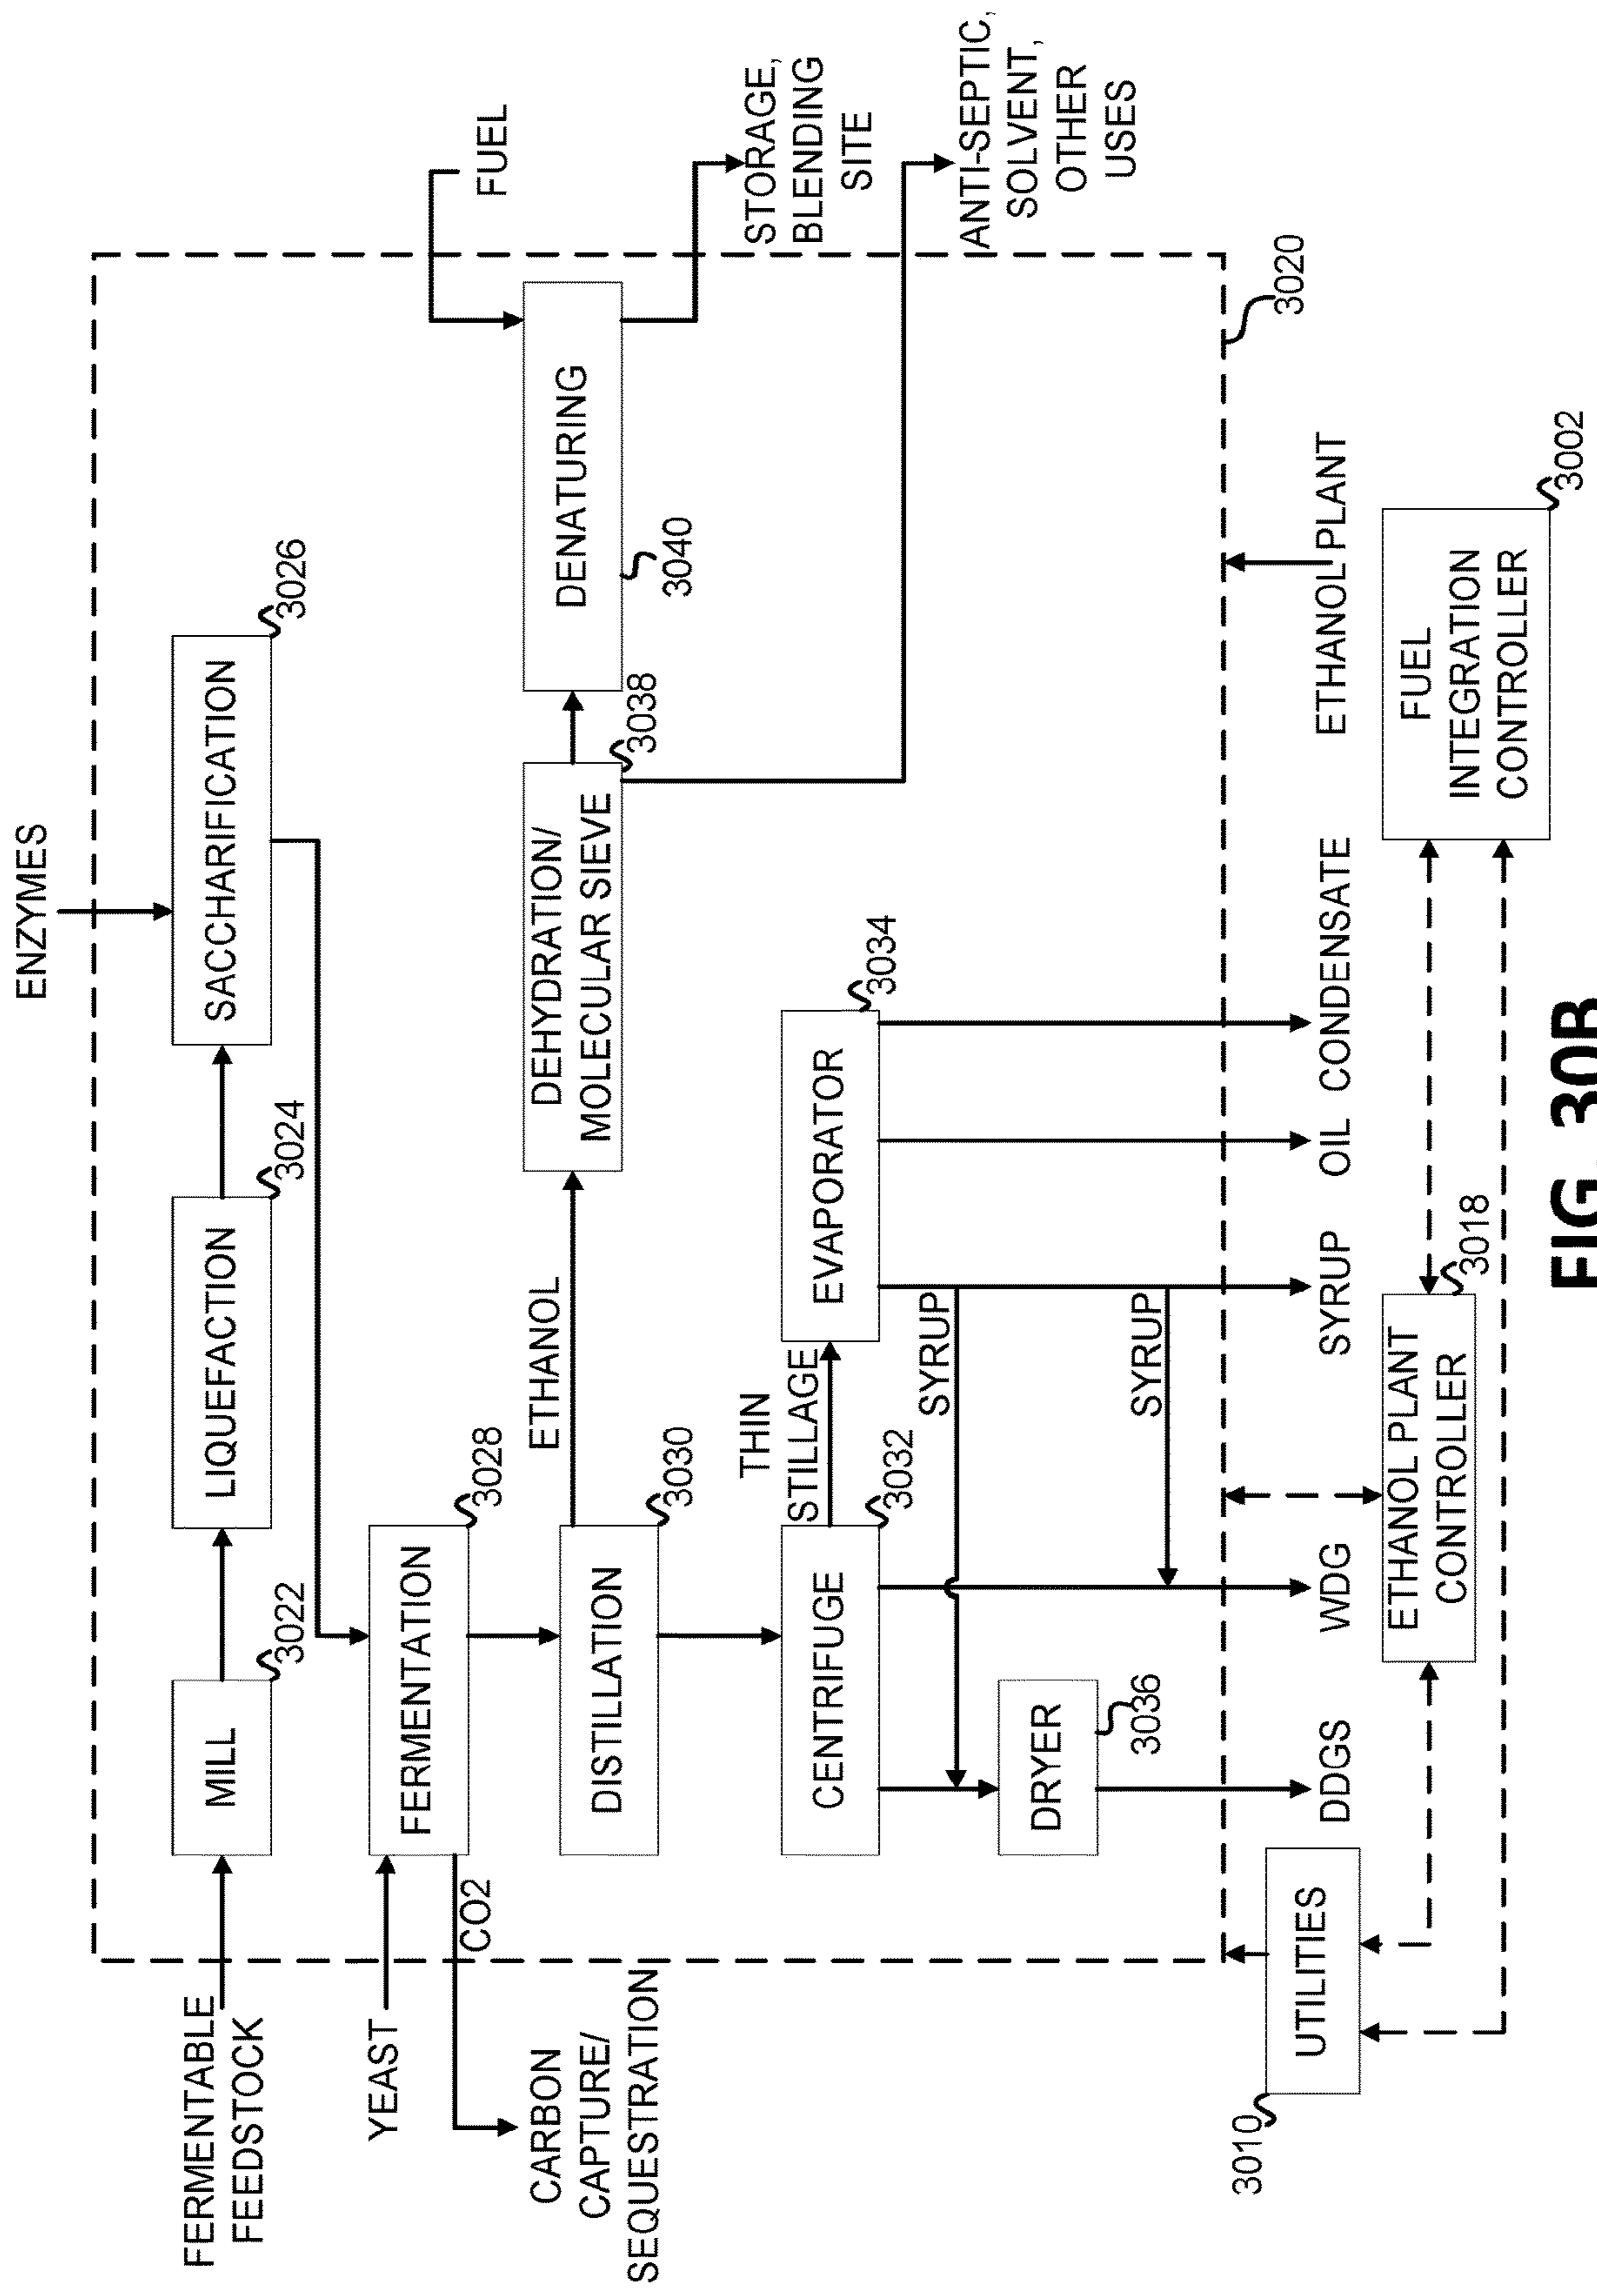 ENZYMES
FERMENTABLE
FEEDSTOCK
MILL
3022
LIQUEFACTION
3024
SACCHARIFICATION
3026
YEAST
FERMENTATION
3028
CO2
CARBON
CAPTURE/
SEQUESTRATION
DISTILLATION
3030
ETHANOL
DEHYDRATION/
MOLECULAR SIEVE
3038
DENATURING
3040
FUEL
STORAGE,
BLENDING
SITE
ANTI-SEPTIC,
SOLVENT,
OTHER
USES
CENTRIFUGE
3032
THIN
STILLAGE
EVAPORATOR
3034
SYRUP
SYRUP
DRYER
3036
3020
DDGS
WDG
SYRUP
OIL
CONDENSATE
ETHANOL PLANT
3010
UTILITIES
ETHANOL PLANT
CONTROLLER
3018
FUEL
INTEGRATION
CONTROLLER
3002
FIG. 30B